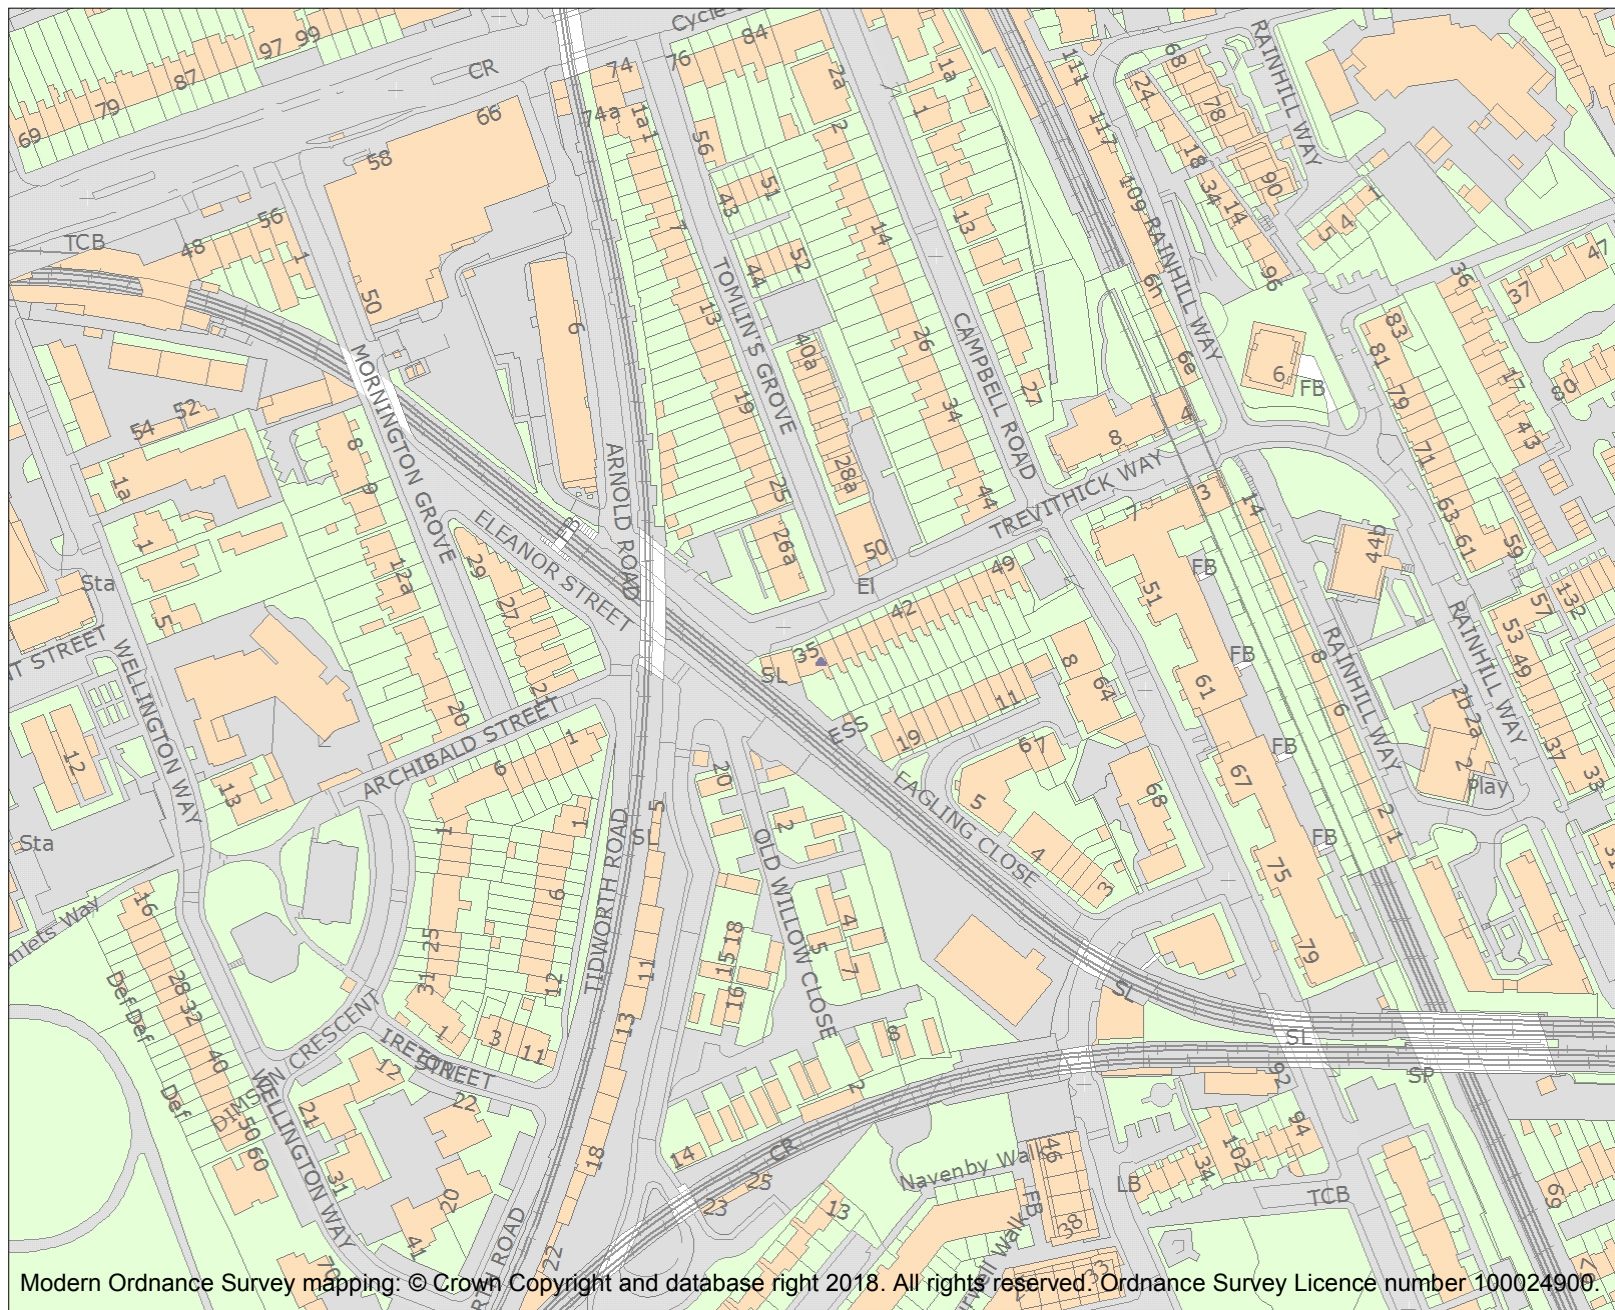 Cycle
99
97
84
CR
74
76
87
79
69
66
74a
1a
1
2a
2
1a
1
111
117
68
24
78
RAINHILL WAY
58
56
18
34
14
90
1
4
5
51
43
109
RAINHILL WAY
TCB
48
56
1
7
14
13
52
44
96
6n
36
47
37
50
6
13
TOMLIN'S GROVE
26
CAMPBELL ROAD
40a
6e
6
FB
83
81
MORNINGTON GROVE
27
79
17
80
54
52
19
34
4
8
43
71
8
9
1a
ARNOLD ROAD
28a
25
44
TREVITHICK WAY
3
7
14
63
61
59
ELEANOR STREET
FB
26a
50
44b
1
29
12a
El
49
FB
51
132
57
Sta
27
42
5
35
SL
8
64
53
49
RAINHILL WAY
RAINHILL WAY
8
6
FB
61
WELLINGTON WAY
21
20
ARCHIBALD STREET
11
19
ESS
2b 2a
2
37
33
12
1
6
67
FB
67
Play
13
20
EAGLING CLOSE
5
68
2
1
Sta
1
1
5
SL
TIDWORTH ROAD
2
OLD WILLOW CLOSE
4
3
FB
75
16
6
25
31
12
18
15
16
4
5
7
79
28-32
Def
Def
11
SL
40
DIMSON CRESCENT
1
3
11
13
8
SL
IRETON
STREET
12
22
2
92
SP
Def
50
60
WELLINGTON WAY
21
31
20
18
14
CR
25
23
Navenby Walk
46
FB
38
LB
34
102
94
TCB
13
41
22
69
33
67
Modern Ordnance Survey mapping: © Crown Copyright and database right 2018. All rights reserved. Ordnance Survey Licence number 100024900.